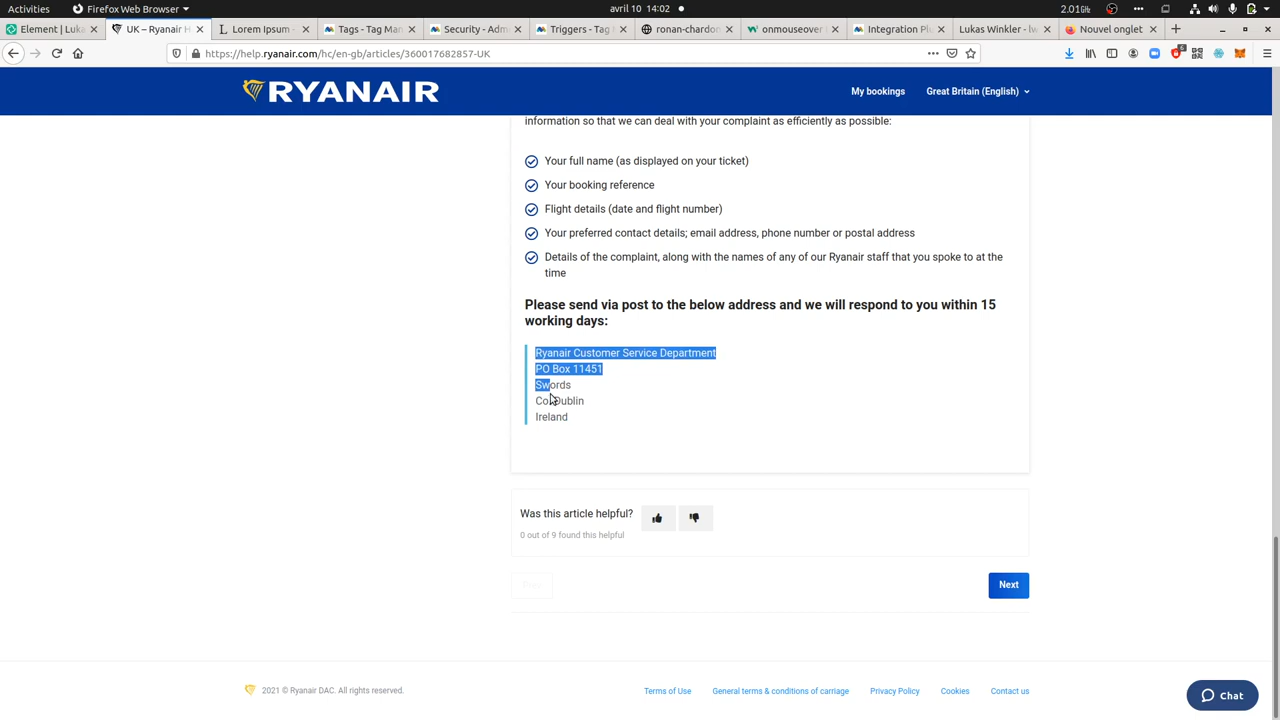 Activities
Firefox Web Browser
avril 10 14:02
2.01 GiB
Element | Luka
UK – Ryanair H
Lorem Ipsum -
Tags - Tag Man
Security - Adm
Triggers - Tag
ronan-chardon
onmouseover
Integration Pl
Lukas Winkler - lw
Nouvel onglet
https://help.ryanair.com/hc/en-gb/articles/360017682857-UK
RYANAIR
My bookings
Great Britain (English)
information so that we can deal with your complaint as efficiently as possible:
Your full name (as displayed on your ticket)
Your booking reference
Flight details (date and flight number)
Your preferred contact details; email address, phone number or postal address
Details of the complaint, along with the names of any of our Ryanair staff that you spoke to at the
time
Please send via post to the below address and we will respond to you within 15
working days:
Ryanair Customer Service Department
PO Box 11451
Swords
Co. Dublin
Ireland
Was this article helpful?
0 out of 9 found this helpful
Next
2021 © Ryanair DAC. All rights reserved.
Terms of Use
General terms & conditions of carriage
Privacy Policy
Cookies
Contact us
Chat